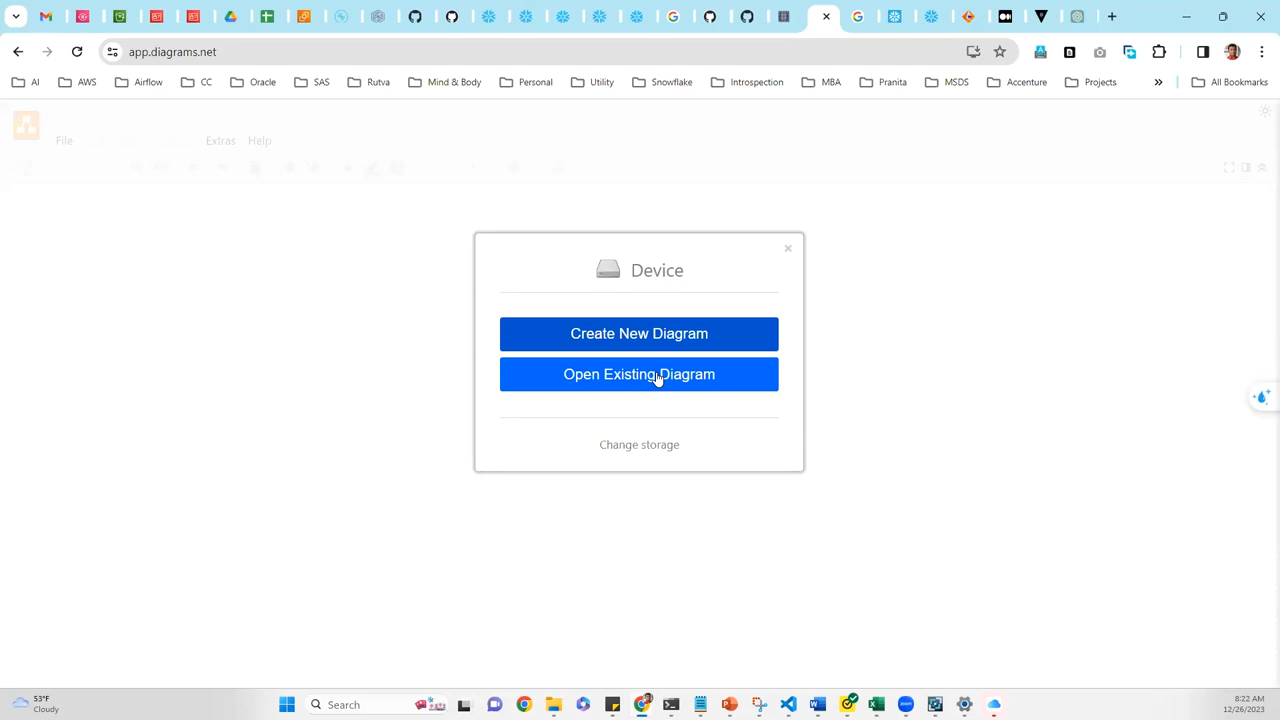 app.diagrams.net
AI
AWS
Airflow
CC
Oracle
SAS
Rutva
Mind & Body
Personal
Utility
Snowflake
Introspection
MBA
Pranita
MSDS
Accenture
Projects
»
All Bookmarks
File
Extras
Help
Device
Create New Diagram
Open Existing Diagram
Change storage
53°F
Cloudy
Search
8:22 AM
12/26/2023